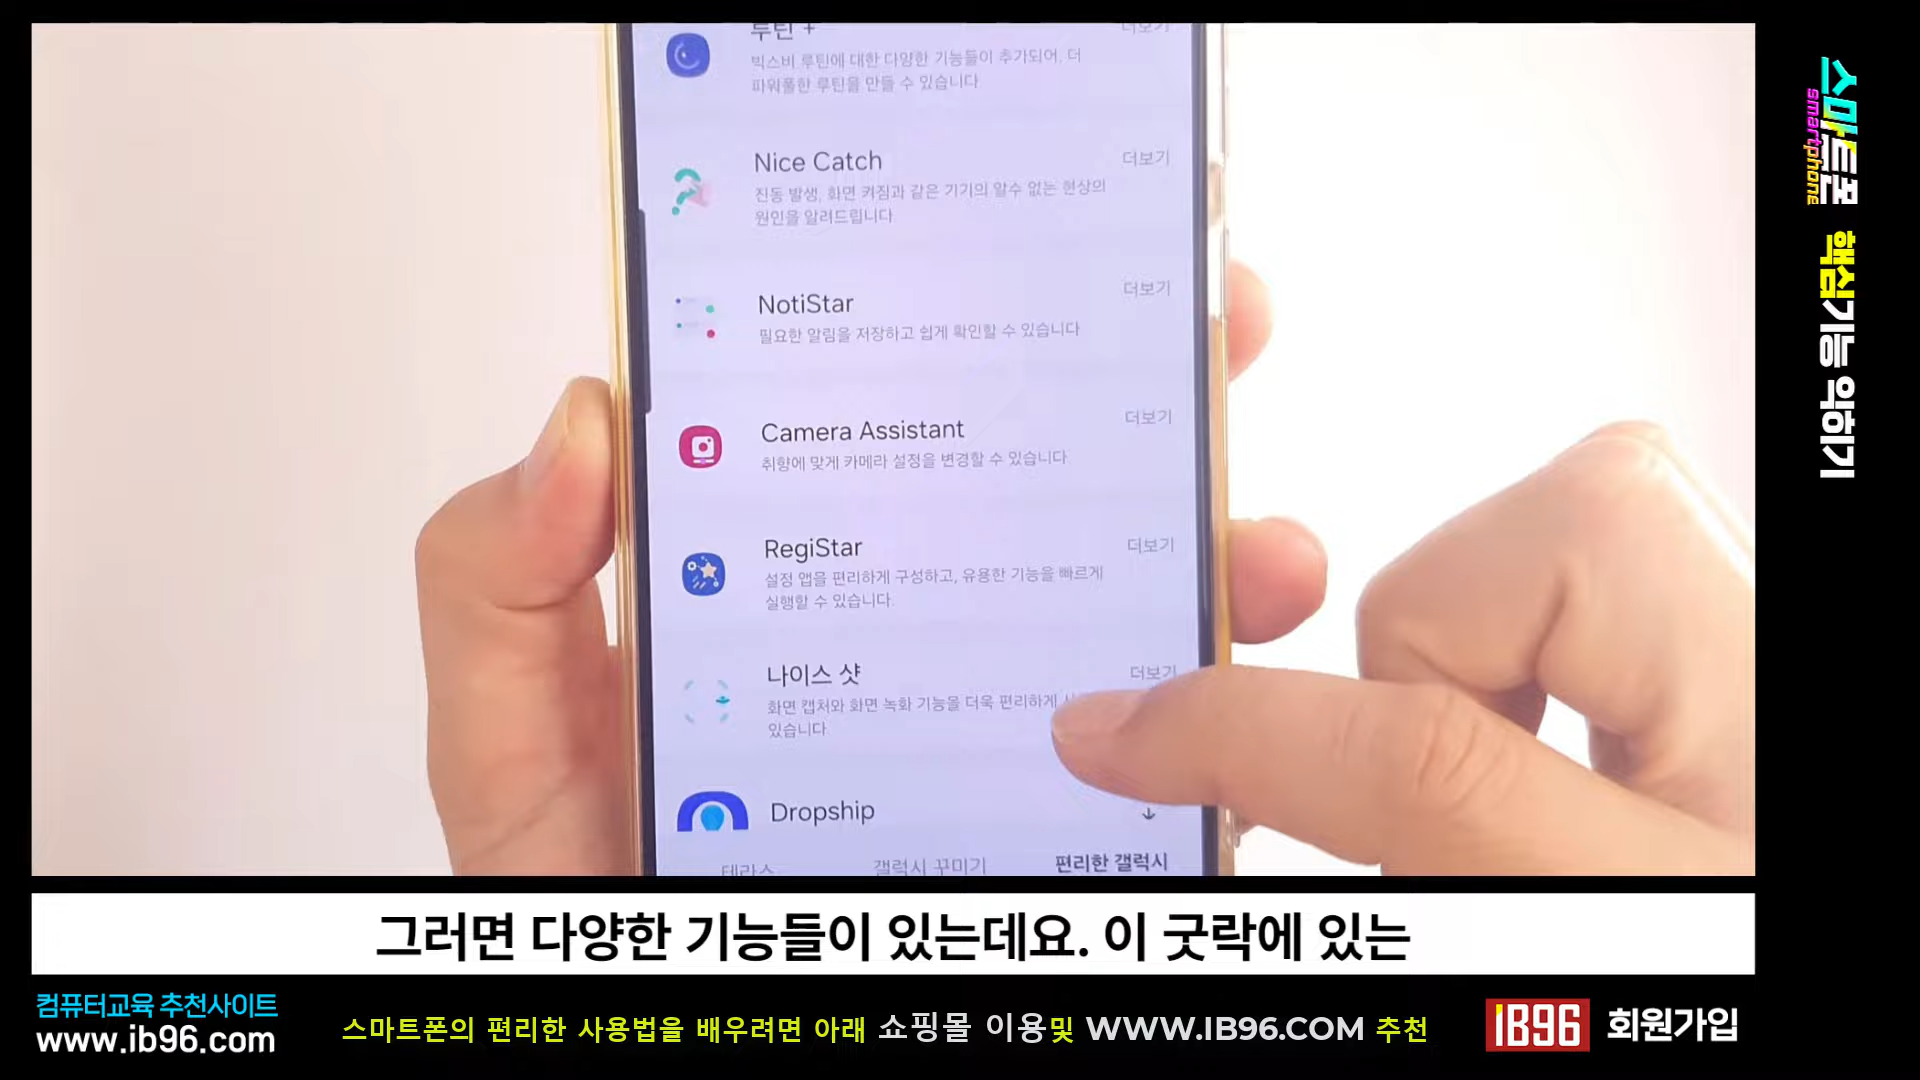 루틴 +
더보기
빅스비 루틴에 대한 다양한 기능들이 추가되어, 더
파워풀한 루틴을 만들 수 있습니다
Nice Catch
더보기
진동 발생, 화면 켜짐과 같은 기기의 알수 없는 현상의
원인을 알려드립니다.
NotiStar
더보기
필요한 알림을 저장하고 쉽게 확인할 수 있습니다
Camera Assistant
더보기
취향에 맞게 카메라 설정을 변경할 수 있습니다
RegiStar
더보기
설정 앱을 편리하게 구성하고, 유용한 기능을 빠르게
실행할 수 있습니다.
나이스 샷
더보기
화면 캡처와 화면 녹화 기능을 더욱 편리하게
있습니다
Dropship
테라스
갤럭시 꾸미기
편리한 갤럭시
스마트폰
smartphone
핵심기능 익히기
그러면 다양한 기능들이 있는데요. 이 굿락에 있는
컴퓨터교육 추천사이트
www.ib96.com
스마트폰의 편리한 사용법을 배우려면 아래 쇼핑몰 이용및 WWW.IB96.COM 추천
IB96 회원가입